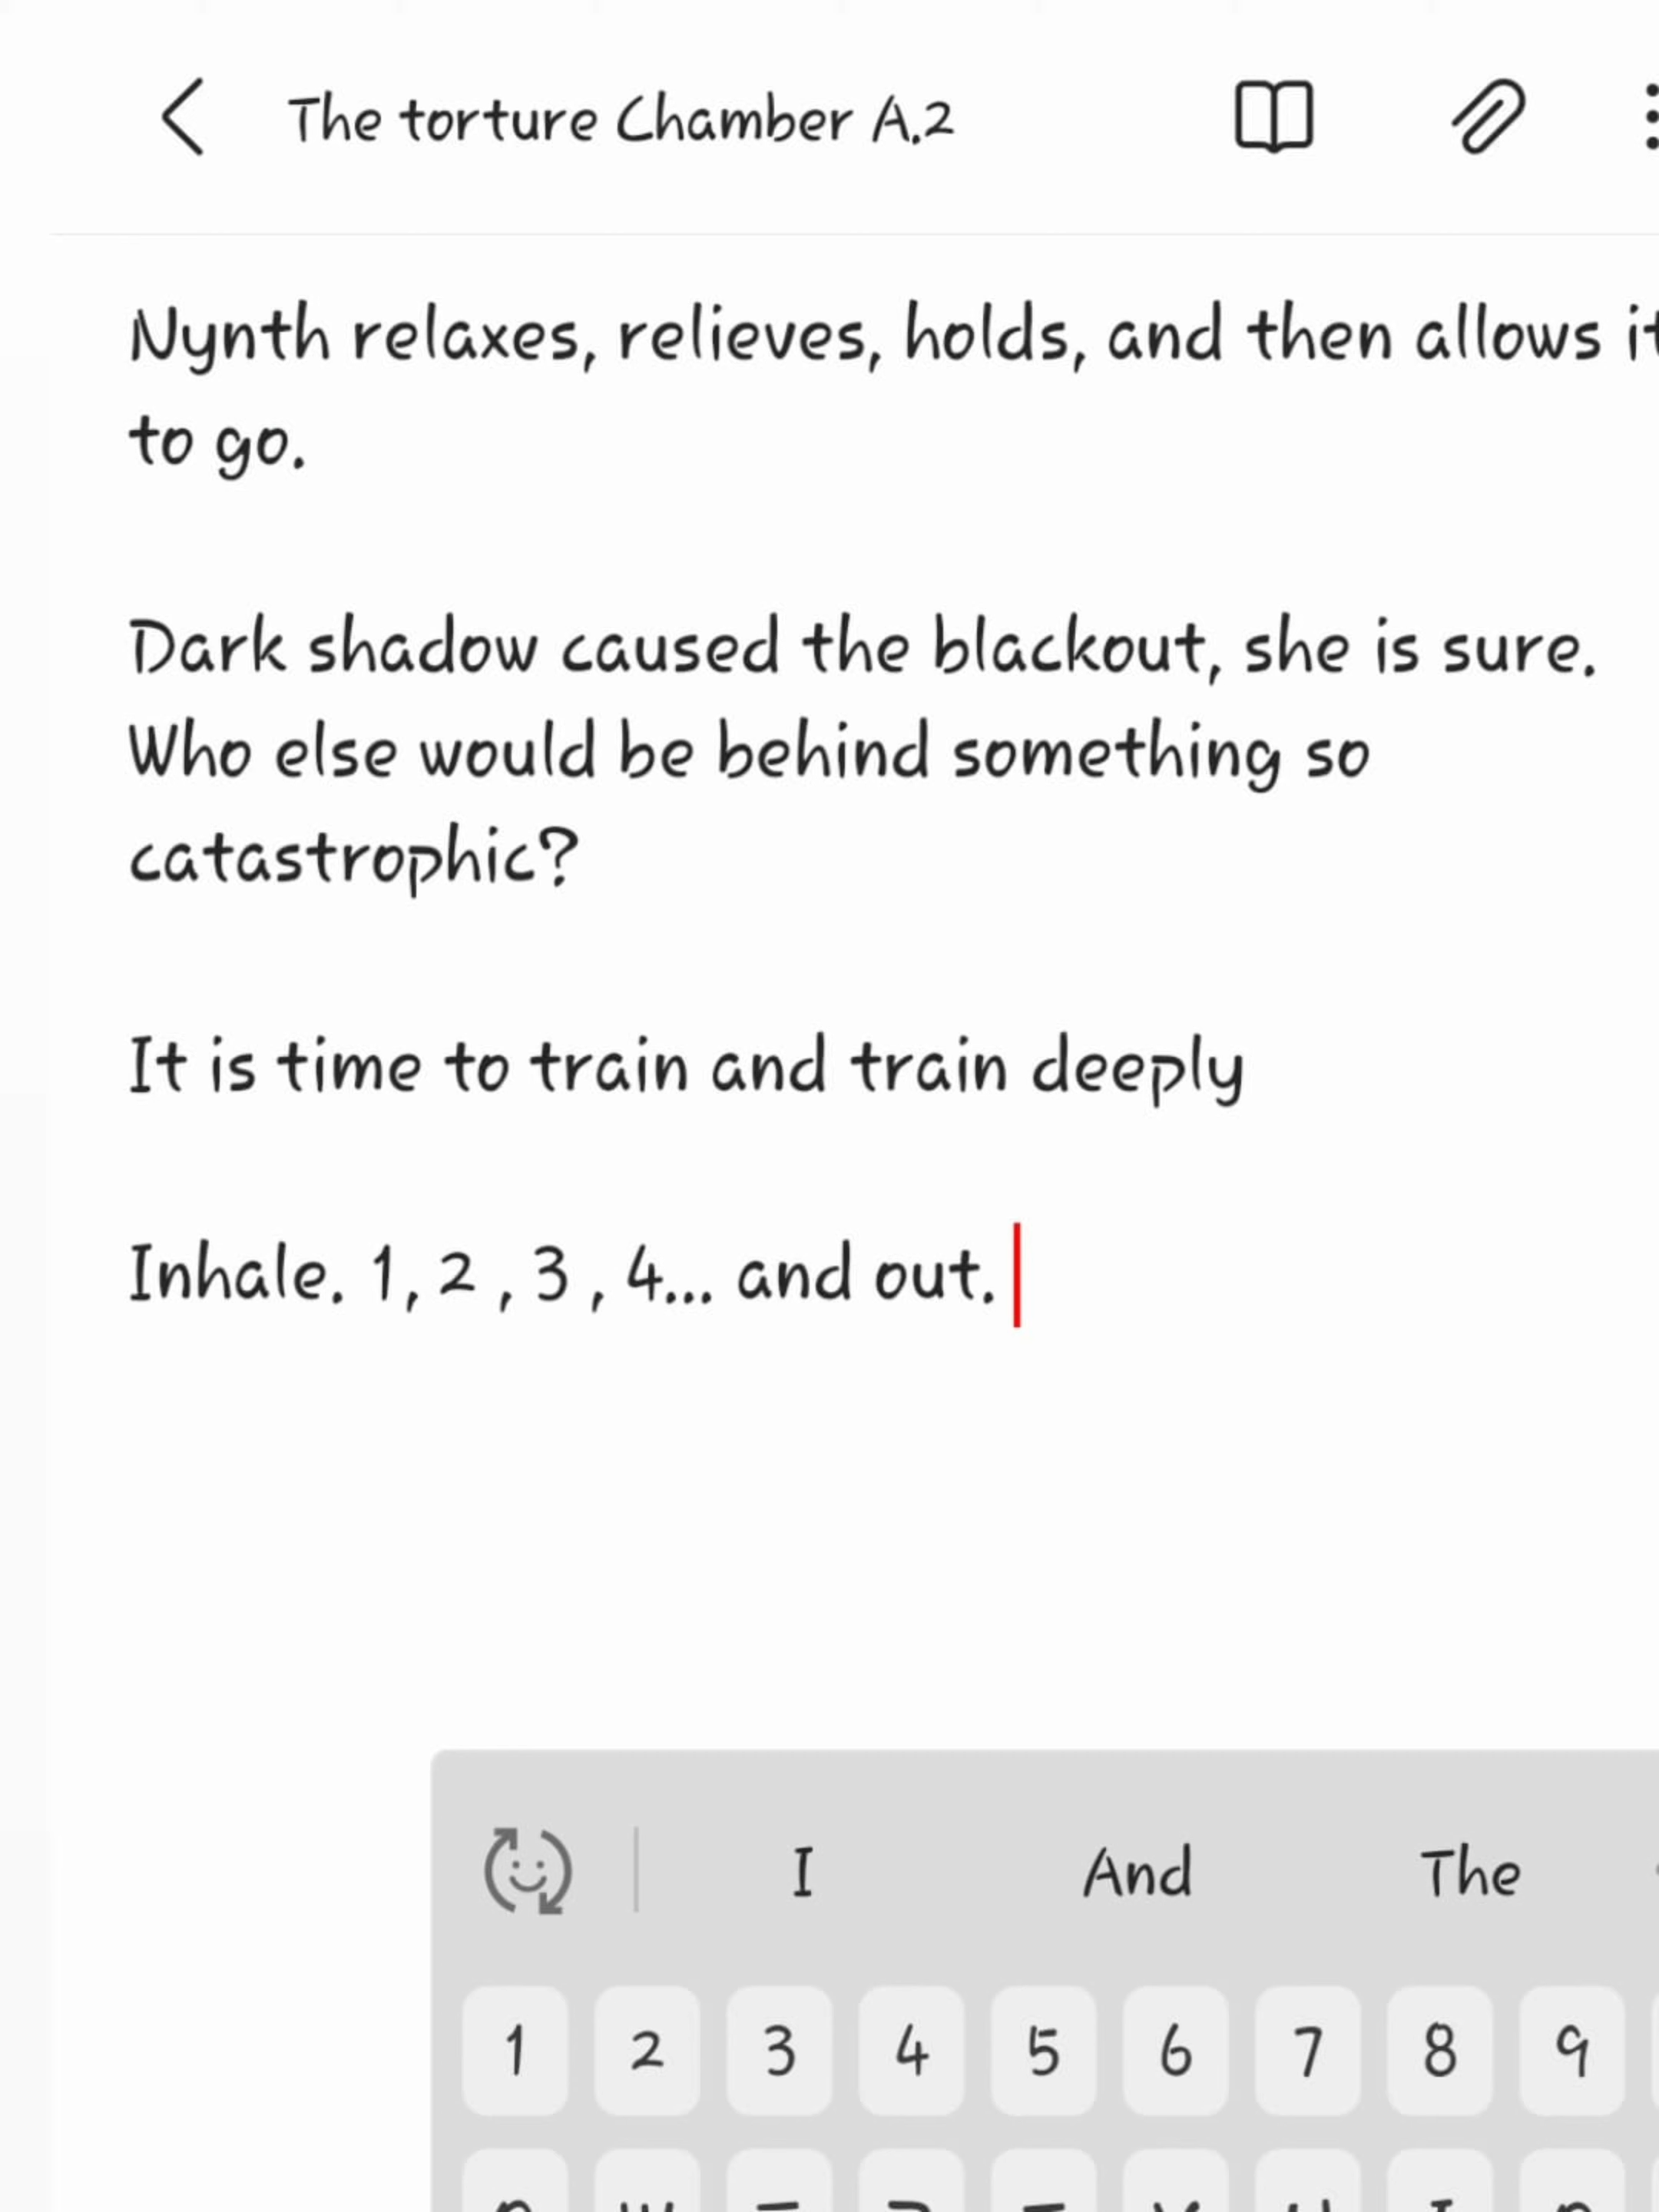 The torture Chamber A.2
Nynth relaxes, relieves, holds, and then allows it
to go.
Dark shadow caused the blackout, she is sure.
Who else would be behind something so
catastrophic?
It is time to train and train deeply
Inhale. 1, 2 , 3 , 4... and out.
I And The
1 2 3 4 5 6 7 8 9